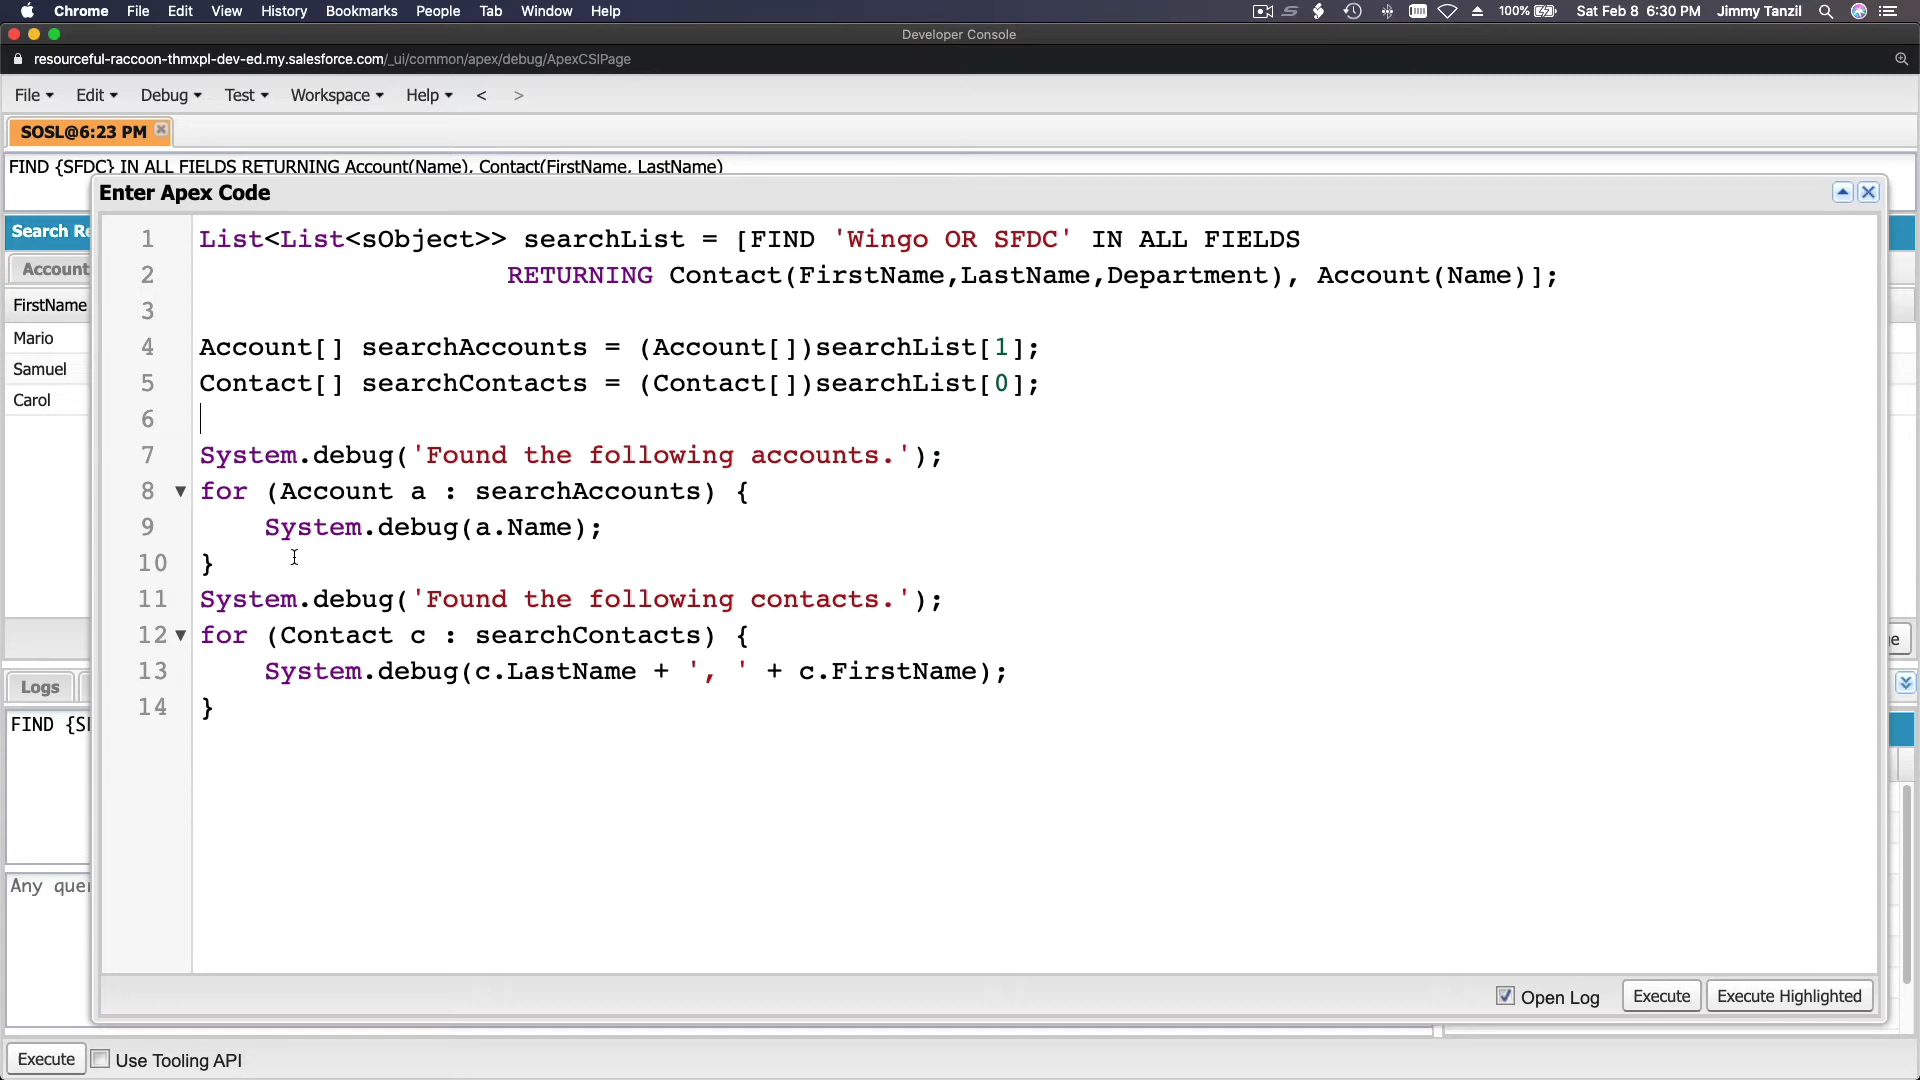 Chrome File Edit View History Bookmarks People Tab Window Help 100% Sat Feb 8 6:30 PM Jimmy Tanzil
Developer Console
resourceful-raccoon-thmxpl-dev-ed.my.salesforce.com/_ui/common/apex/debug/ApexCSIPage
File Edit Debug Test Workspace Help < >
SOSL@6:23 PM
FIND {SFDC} IN ALL FIELDS RETURNING Account(Name), Contact(FirstName, LastName)
Enter Apex Code
Search Re
Account
FirstName
Mario
Samuel
Carol
1 List<List<sObject>> searchList = [FIND 'Wingo OR SFDC' IN ALL FIELDS
2 RETURNING Contact(FirstName,LastName,Department), Account(Name)];
3
4 Account[] searchAccounts = (Account[])searchList[1];
5 Contact[] searchContacts = (Contact[])searchList[0];
6
7 System.debug('Found the following accounts.');
8 for (Account a : searchAccounts) {
9 System.debug(a.Name);
10 }
11 System.debug('Found the following contacts.');
12 for (Contact c : searchContacts) {
13 System.debug(c.LastName + ', ' + c.FirstName);
14 }
Logs
FIND {S
Any que
Open Log Execute Execute Highlighted
Execute Use Tooling API